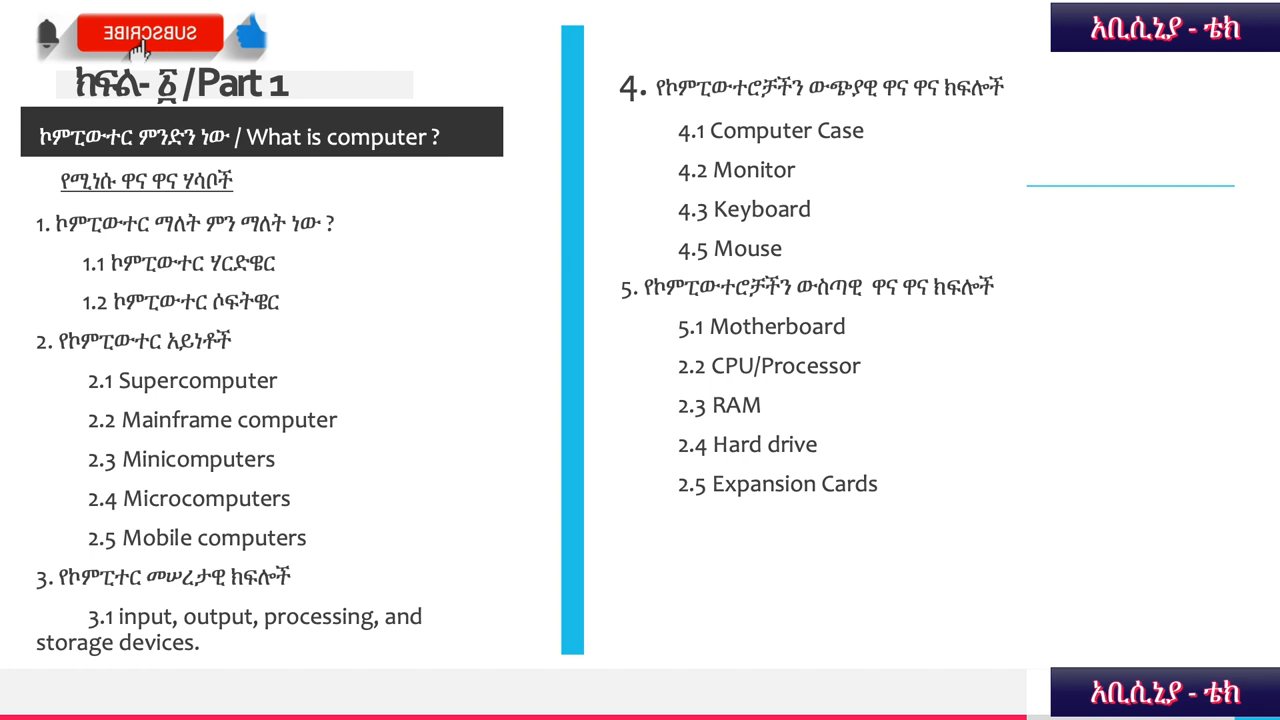 SUBSCRIBE
አቢሲኒያ - ቴክ
ክፍል- ፩ /Part 1
ኮምፒውተር ምንድን ነው / What is computer ?
የሚነሱ ዋና ዋና ሃሳቦች
1. ኮምፒውተር ማለት ምን ማለት ነው ?
1.1 ኮምፒውተር ሃርድዌር
1.2 ኮምፒውተር ሶፍትዌር
2. የኮምፒውተር አይነቶች
2.1 Supercomputer
2.2 Mainframe computer
2.3 Minicomputers
2.4 Microcomputers
2.5 Mobile computers
3. የኮምፒተር መሠረታዊ ክፍሎች
3.1 input, output, processing, and
storage devices.
4. የኮምፒውተሮቻችን ውጭያዊ ዋና ዋና ክፍሎች
4.1 Computer Case
4.2 Monitor
4.3 Keyboard
4.5 Mouse
5. የኮምፒውተሮቻችን ውስጣዊ ዋና ዋና ክፍሎች
5.1 Motherboard
2.2 CPU/Processor
2.3 RAM
2.4 Hard drive
2.5 Expansion Cards
አቢሲኒያ - ቴክ